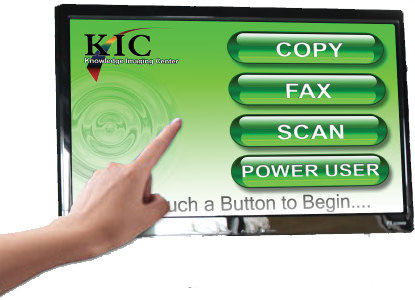 KIC
Knowledge Imaging Center
COPY
FAX
SCAN
POWER USER
uch a Button to Begin....